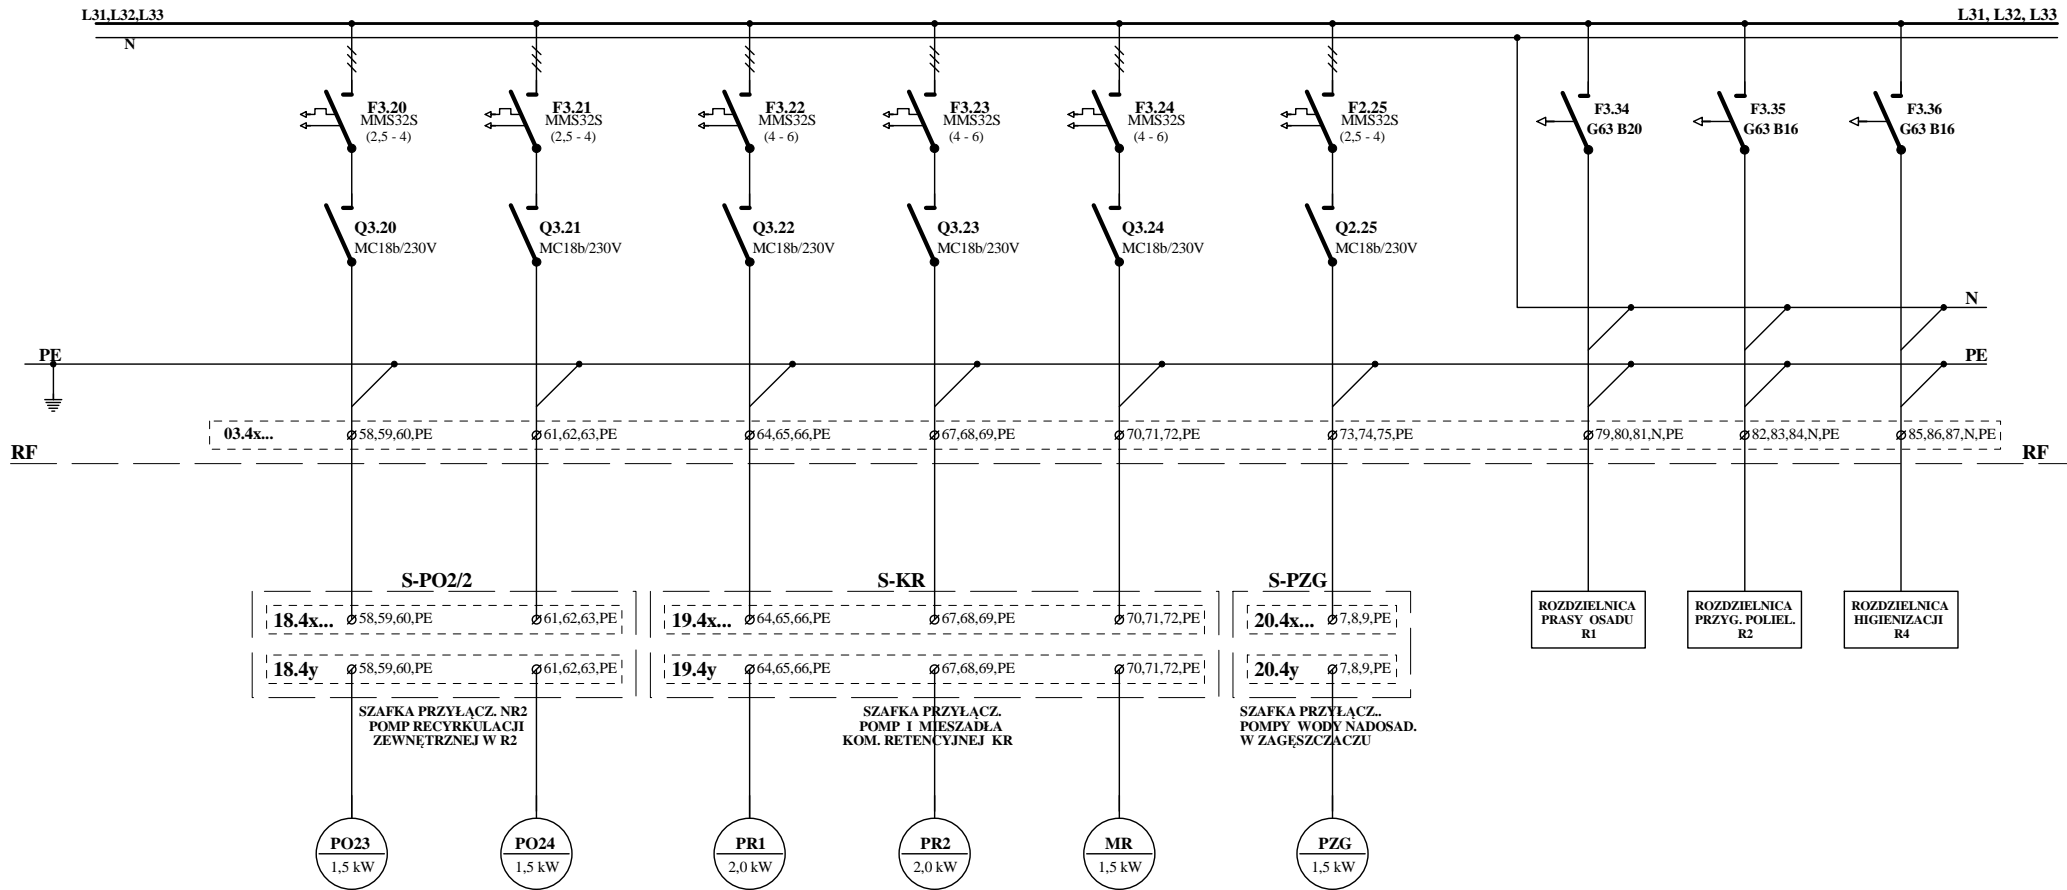 L31,L32,L33
L31, L32, L33
N
F3.20
MMS32S
(2,5 - 4)
F3.21
MMS32S
(2,5 - 4)
F3.22
MMS32S
(4 - 6)
F3.23
MMS32S
(4 - 6)
F3.24
MMS32S
(4 - 6)
F2.25
MMS32S
(2,5 - 4)
F3.34
G63 B20
F3.35
G63 B16
F3.36
G63 B16
Q3.20
MC18b/230V
Q3.21
MC18b/230V
Q3.22
MC18b/230V
Q3.23
MC18b/230V
Q3.24
MC18b/230V
Q2.25
MC18b/230V
N
PE
PE
03.4x...
58,59,60,PE
61,62,63,PE
64,65,66,PE
67,68,69,PE
70,71,72,PE
73,74,75,PE
79,80,81,N,PE
82,83,84,N,PE
85,86,87,N,PE
RF
RF
S-PO2/2
18.4x...
58,59,60,PE
61,62,63,PE
18.4y
58,59,60,PE
61,62,63,PE
SZAFKA PRZYŁĄCZ. NR2
POMP RECYRKULACJI
ZEWNĘTRZNEJ W R2
S-KR
19.4x...
64,65,66,PE
67,68,69,PE
70,71,72,PE
19.4y
64,65,66,PE
67,68,69,PE
70,71,72,PE
SZAFKA PRZYŁĄCZ.
POMP I MIESZADŁA
KOM. RETENCYJNEJ KR
S-PZG
20.4x...
7,8,9,PE
20.4y
7,8,9,PE
SZAFKA PRZYŁĄCZ..
POMPY WODY NADOSAD.
W ZAGĘSZCZACZU
ROZDZIELNICA
PRASY OSADU
R1
ROZDZIELNICA
PRZYG. POLIEL.
R2
ROZDZIELNICA
HIGIENIZACJI
R4
PO23
1,5 kW
PO24
1,5 kW
PR1
2,0 kW
PR2
2,0 kW
MR
1,5 kW
PZG
1,5 kW